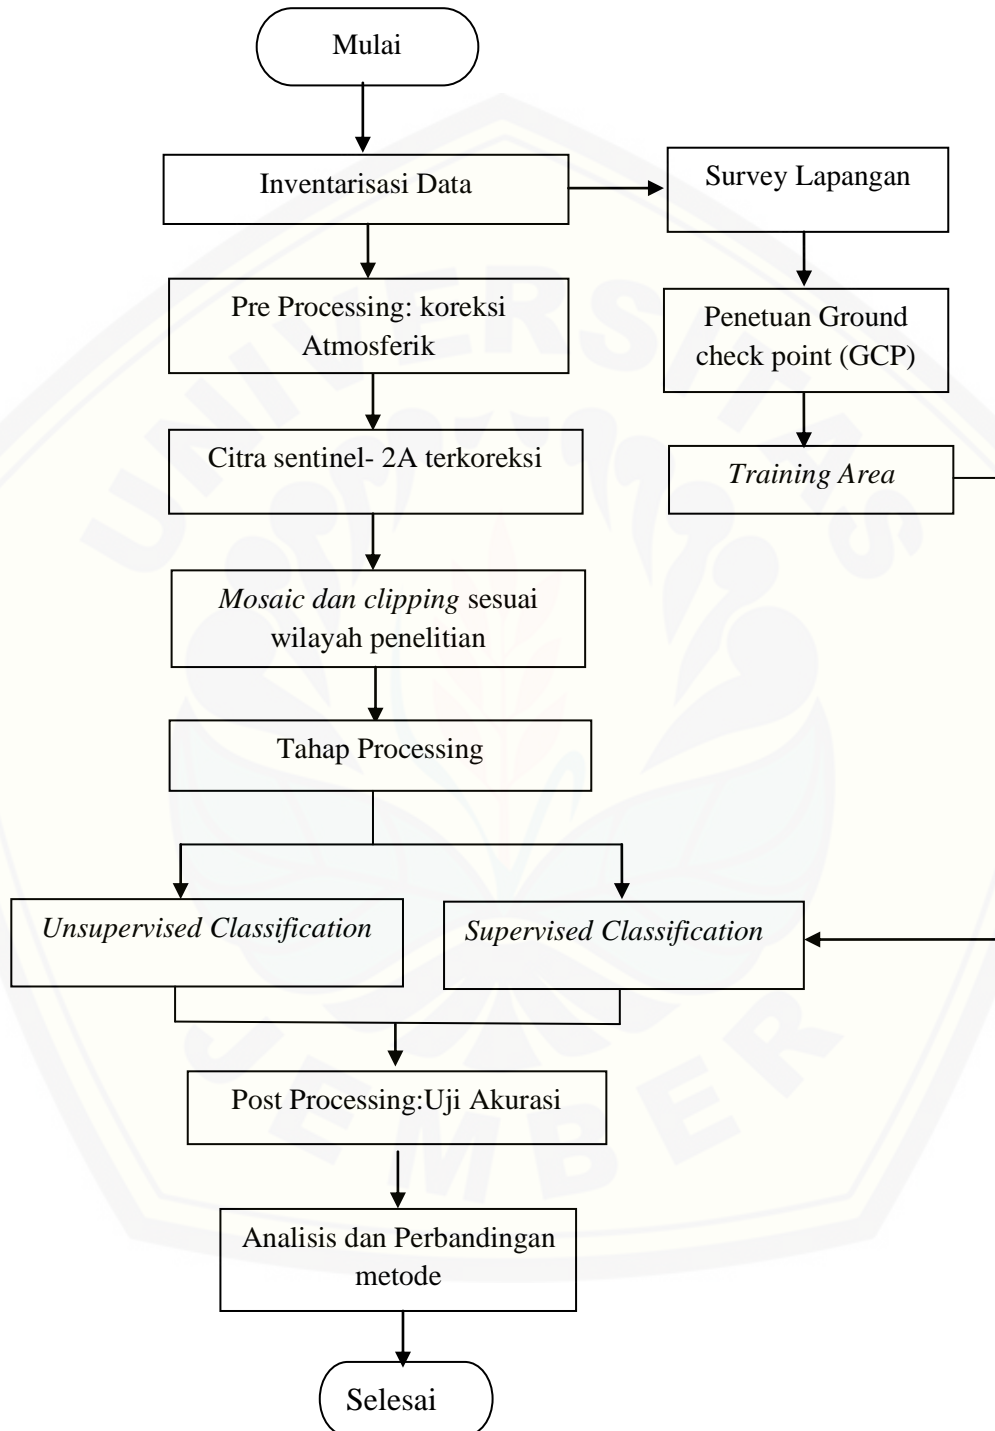 Mulai
Inventarisasi Data
Survey Lapangan
Pre Processing: koreksi
Atmosferik
Penetuan Ground
check point (GCP)
Citra sentinel- 2A terkoreksi
Training Area
Mosaic dan clipping sesuai
wilayah penelitian
Tahap Processing
Unsupervised Classification
Supervised Classification
Post Processing:Uji Akurasi
Analisis dan Perbandingan
metode
Selesai
UNIVERSITAS
JEMBER